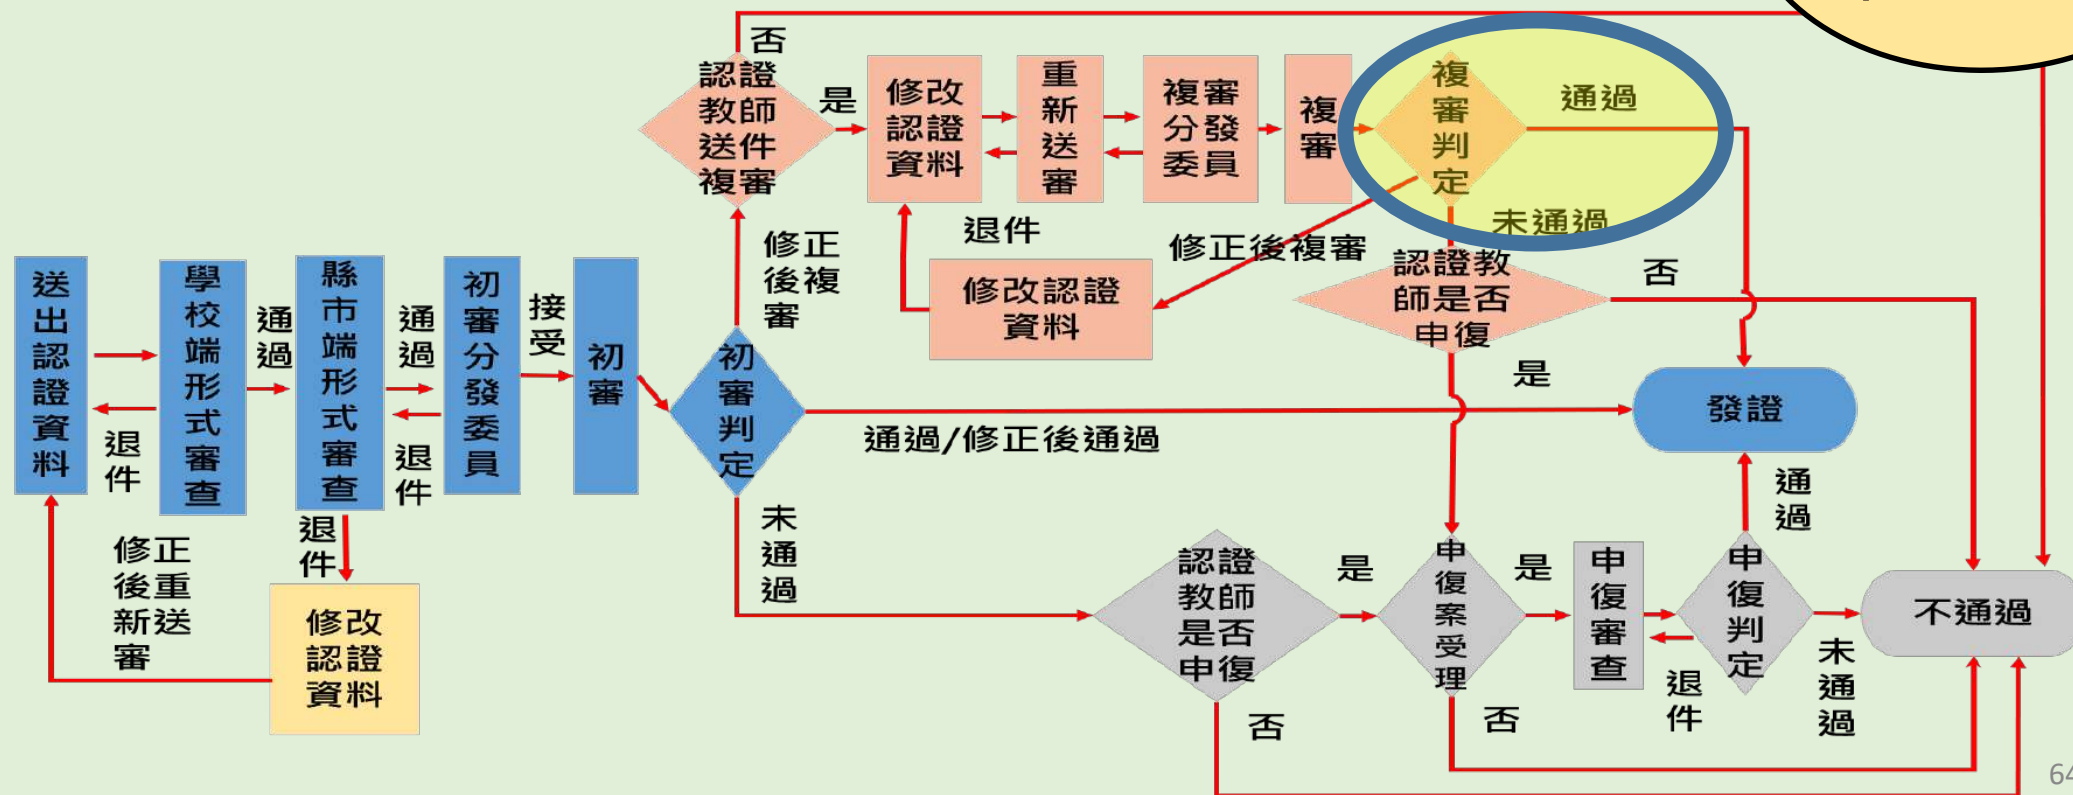 否
認證
教師
送件
複審
是
修改
認證
資料
重
新
送
審
複審
分發
委員
複
審
複
審
判
定
通過
未通過
退件
修正後複審
修改認證
資料
修正
後複
審
認證教
師是否
申復
否
是
送
出
認
證
資
料
退
件
學
校
端
形
式
審
查
通
過
縣
市
端
形
式
審
查
通
過
退
件
初
審
分
發
委
員
接
受
初
審
初
審
判
定
通過/修正後通過
發證
退
件
修正
後重
新送
審
修改
認證
資料
未
通
過
認證
教師
是否
申復
是
否
申
復
案
受
理
是
否
申
復
審
查
退
件
申
復
判
定
通
過
未
通
過
不通過
64